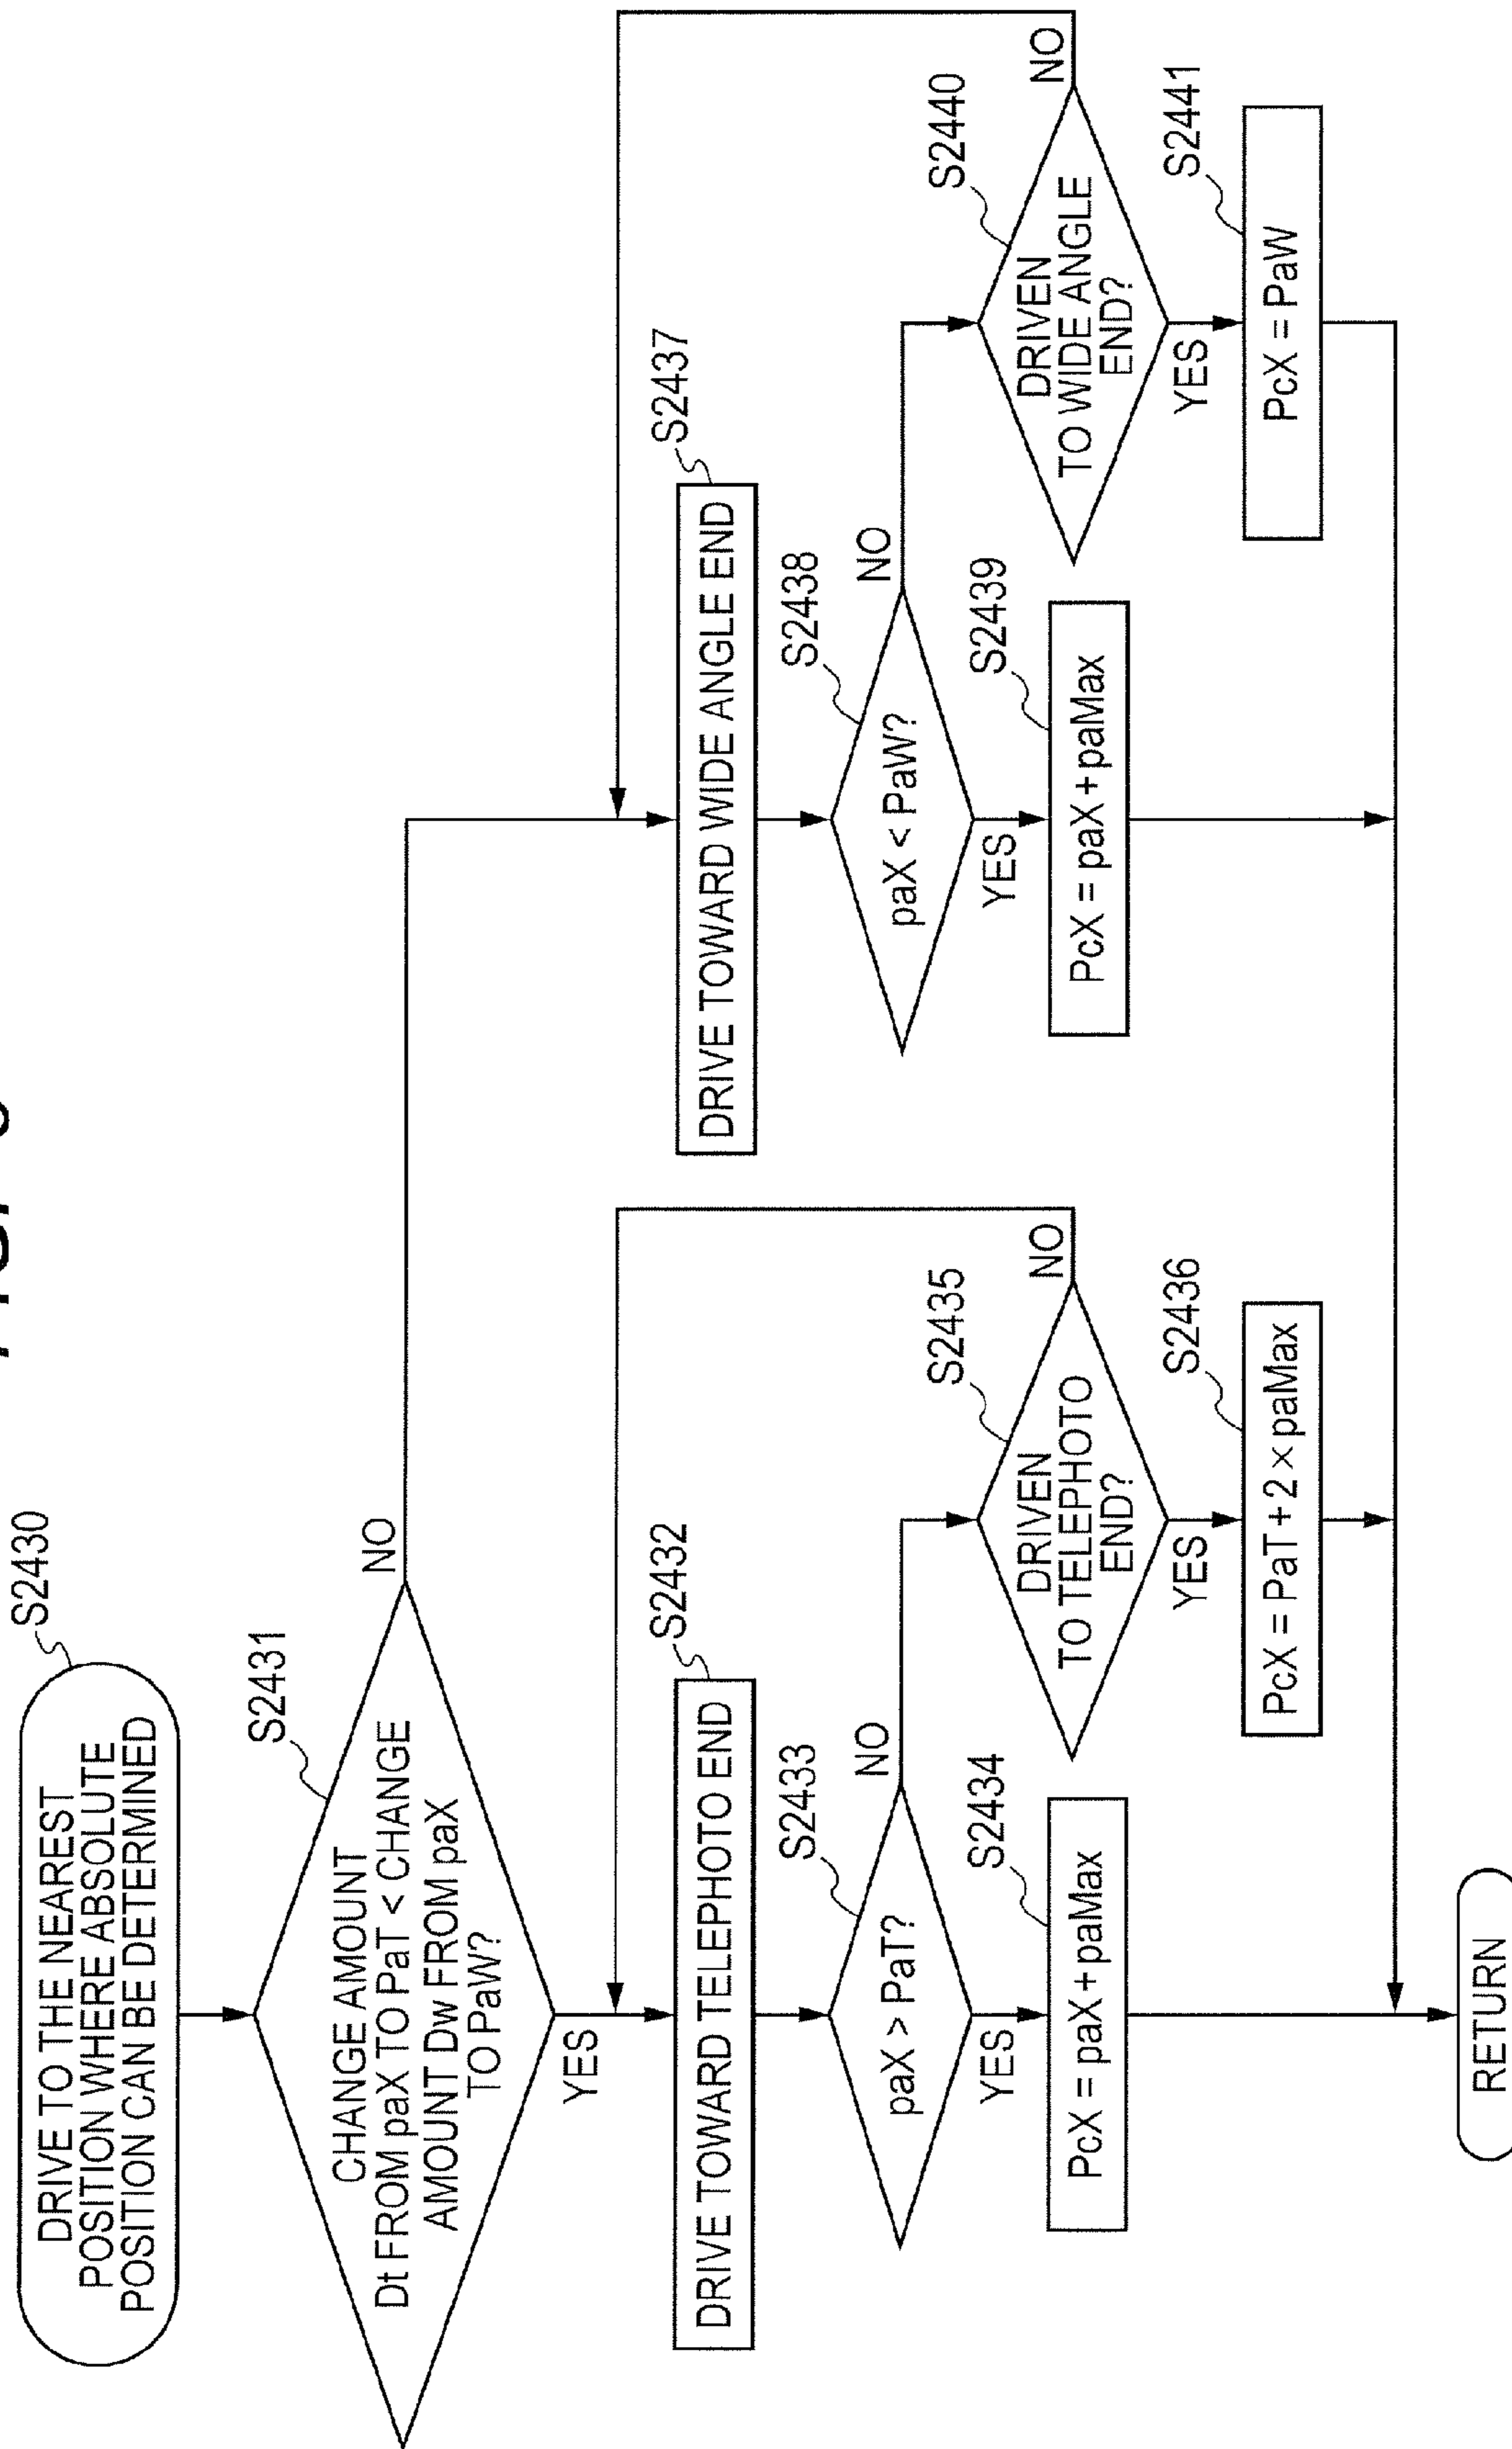 S2430
DRIVE TO THE NEAREST
POSITION WHERE ABSOLUTE
POSITION CAN BE DETERMINED
S2431
CHANGE AMOUNT
Dt FROM paX TO PaT < CHANGE
AMOUNT Dw FROM paX
TO PaW?
NO
YES
S2432
DRIVE TOWARD TELEPHOTO END
S2433
paX > PaT?
NO
YES
S2434
PcX = paX + paMax
S2435
DRIVEN
TO TELEPHOTO
END?
NO
YES
S2436
PcX = PaT + 2 × paMax
S2437
DRIVE TOWARD WIDE ANGLE END
S2438
paX < PaW?
NO
YES
S2439
PcX = paX + paMax
S2440
DRIVEN
TO WIDE ANGLE
END?
NO
YES
S2441
PcX = PaW
RETURN